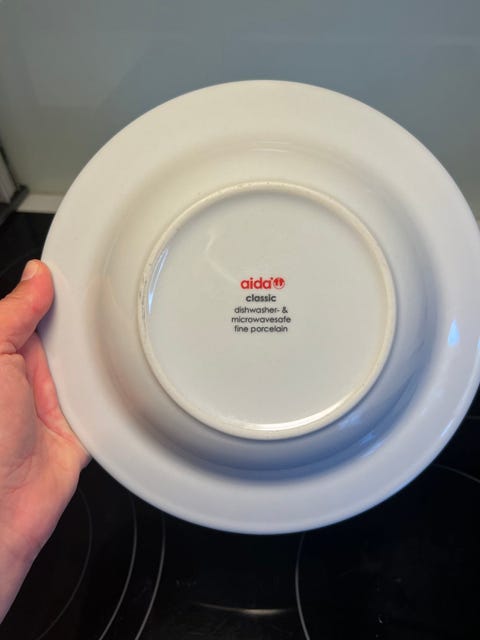 aida
classic
dishwasher- &
microwavesafe
fine porcelain